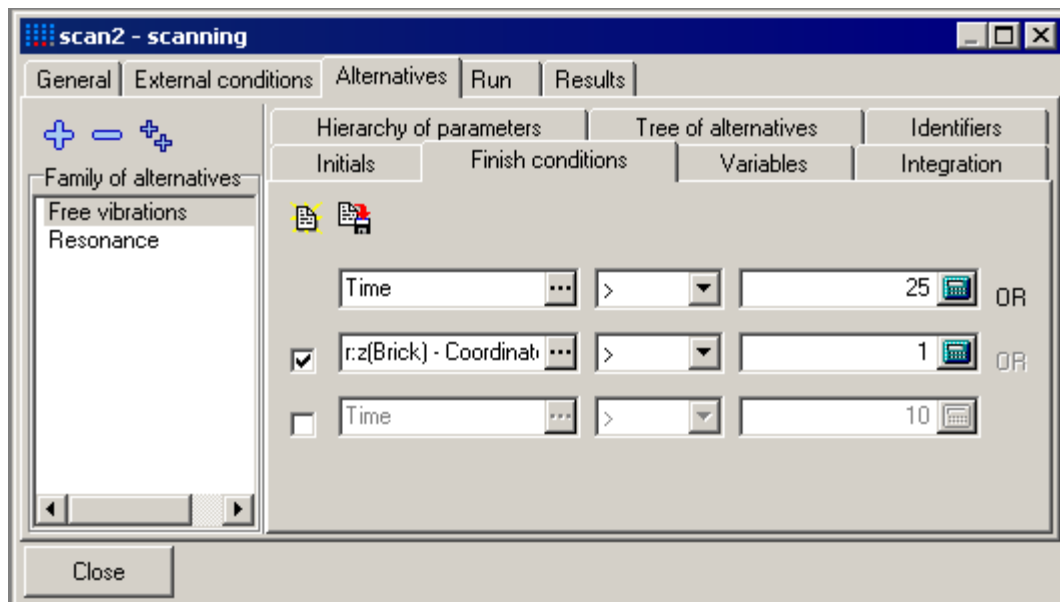 scan2 - scanning
General External conditions Alternatives Run Results
Hierarchy of parameters Tree of alternatives Identifiers
Initials Finish conditions Variables Integration
Family of alternatives
Free vibrations
Resonance
Time > 25 OR
r:z(Brick) - Coordinat > 1 OR
Time > 10
Close